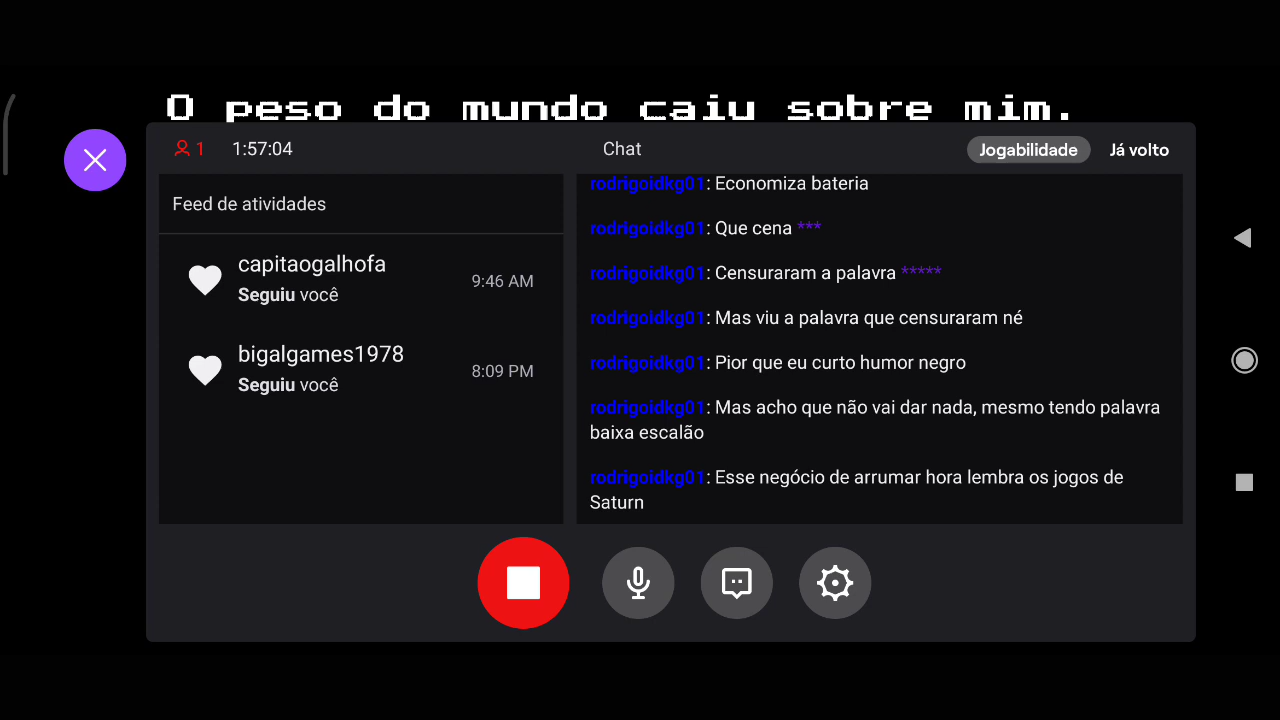 O peso do mundo caiu sobre mim.
1 1:57:04
Chat
Jogabilidade
Já volto
Feed de atividades
capitaogalhofa
Seguiu você
9:46 AM
bigalgames1978
Seguiu você
8:09 PM
rodrigoidkg01: Economiza bateria
rodrigoidkg01: Que cena ***
rodrigoidkg01: Censuraram a palavra *****
rodrigoidkg01: Mas viu a palavra que censuraram né
rodrigoidkg01: Pior que eu curto humor negro
rodrigoidkg01: Mas acho que não vai dar nada, mesmo tendo palavra
baixa escalão
rodrigoidkg01: Esse negócio de arrumar hora lembra os jogos de
Saturn